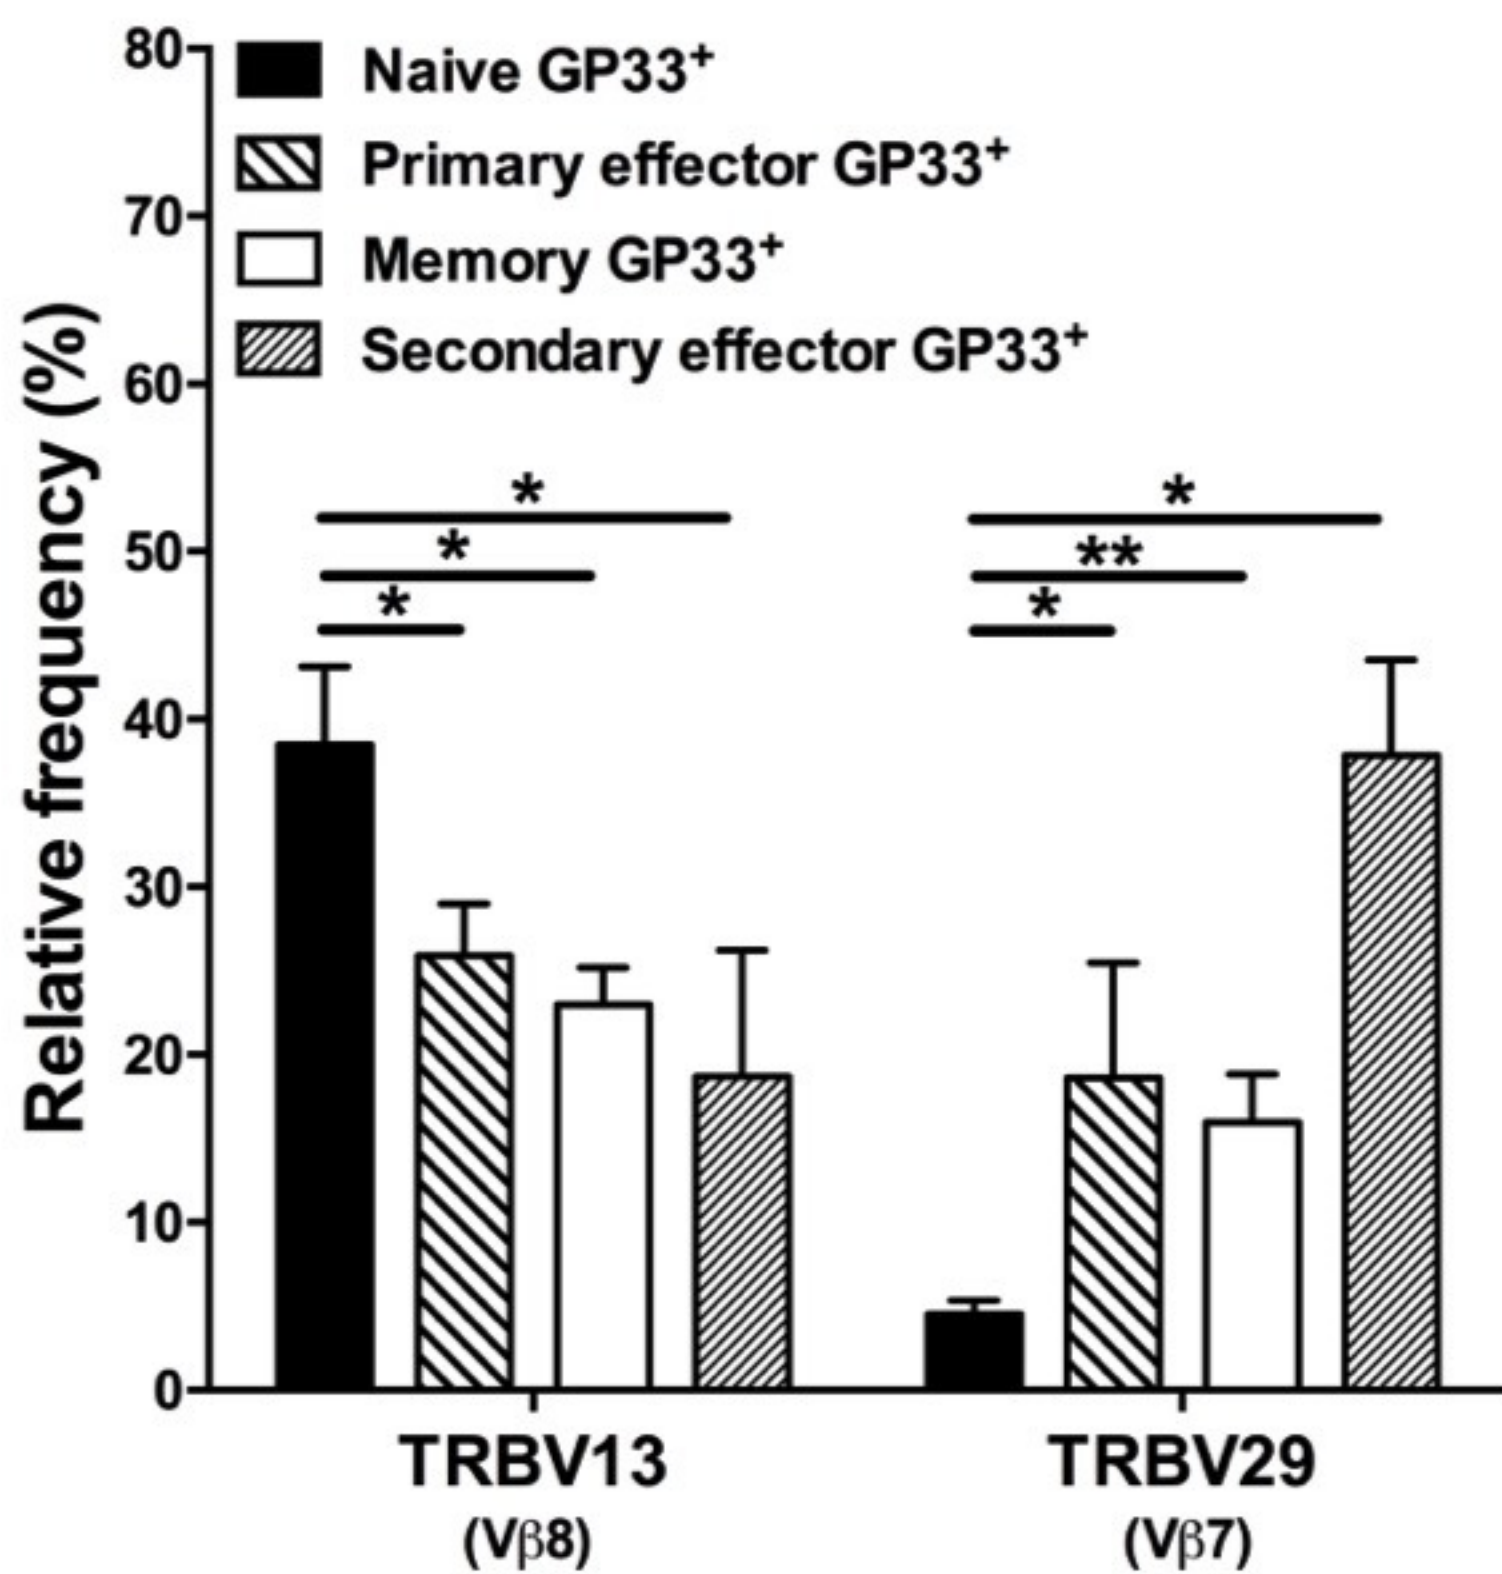 Relative frequency (%)
80
70
60
50
40
30
20
10
0
Naive GP33⁺
Primary effector GP33⁺
Memory GP33⁺
Secondary effector GP33⁺
*
*
*
*
**
*
TRBV13
(Vβ8)
TRBV29
(Vβ7)